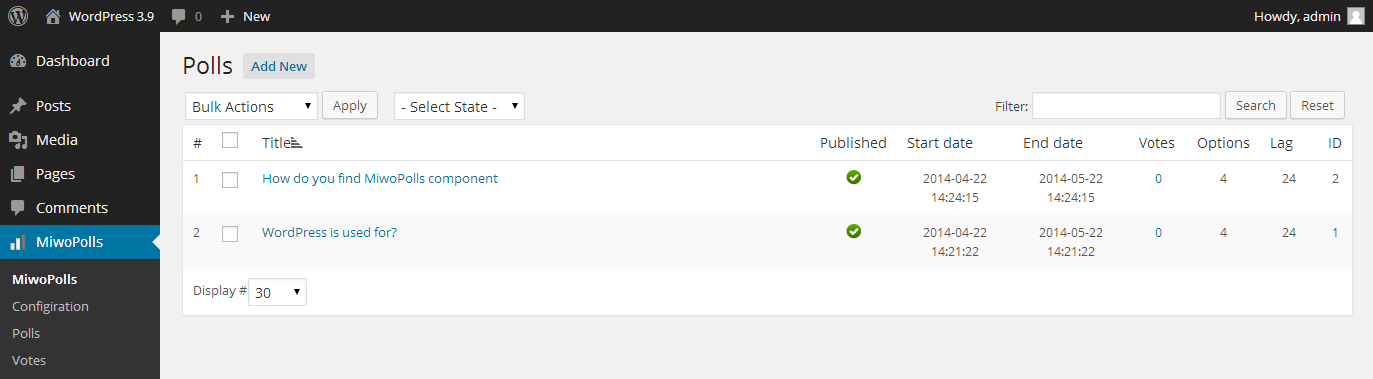 WordPress 3.9 0 New Howdy, admin
Dashboard
Posts
Media
Pages
Comments
MiwoPolls
MiwoPolls
Configiration
Polls
Votes
Polls Add New
Bulk Actions Apply - Select State - Filter: Search Reset
# Title Published Start date End date Votes Options Lag ID
1 How do you find MiwoPolls component 2014-04-22 2014-05-22 0 4 24 2
14:24:15 14:24:15
2 WordPress is used for? 2014-04-22 2014-05-22 0 4 24 1
14:21:22 14:21:22
Display # 30